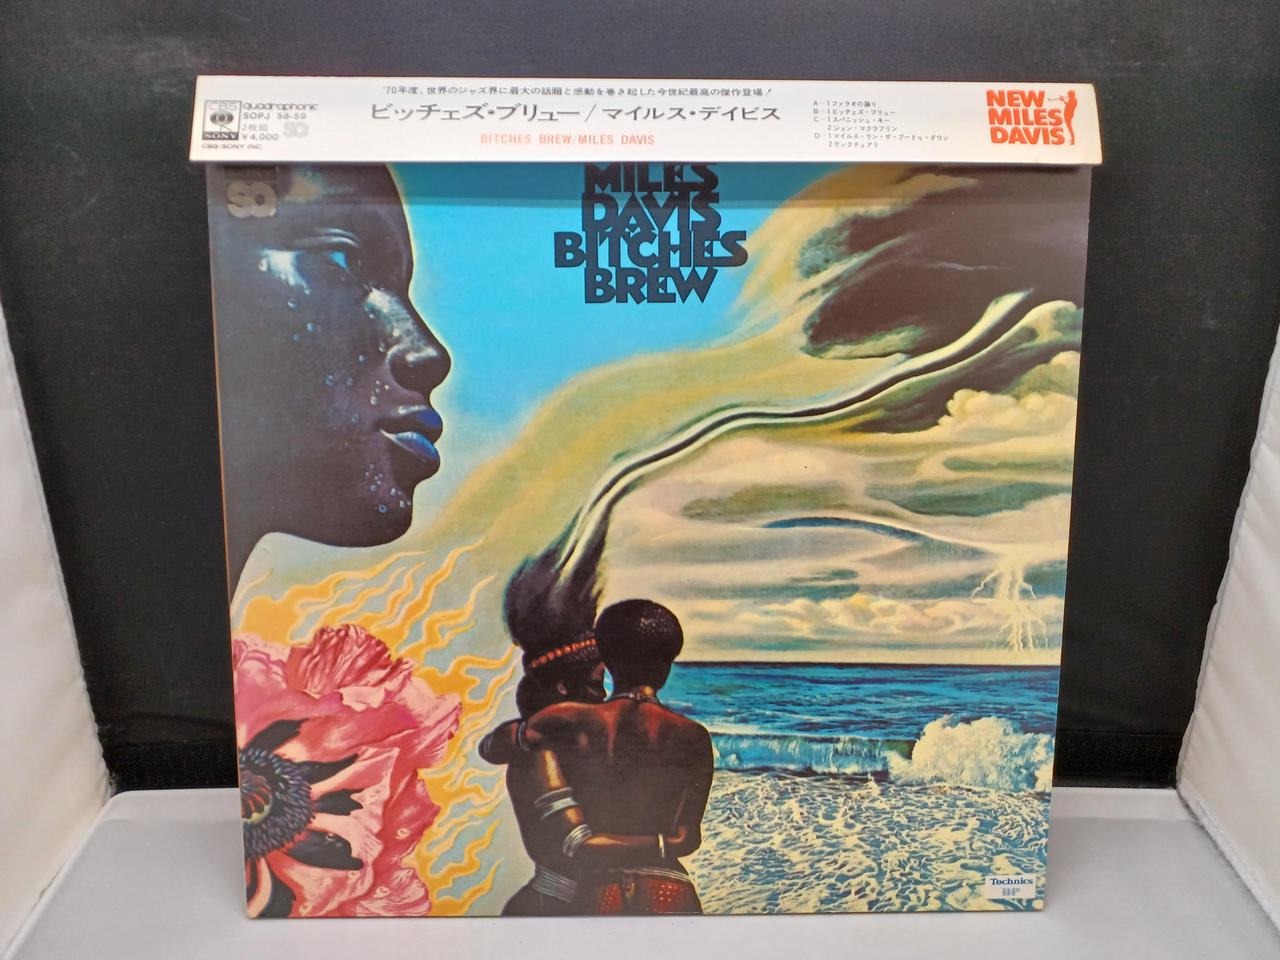 '70年度、世界のジャズ界に最大の話題と感動を巻き起した今世紀最高の傑作登場！
CBS
SONY
quadraphonic
SOPJ 58-59
2枚組
¥4,000
SQ
CBS/SONY INC.
ビッチェズ・ブリュー/マイルス・デイビス
BITCHES BREW/MILES DAVIS
A-1ファラオの踊り
B-1ビッチェズ・ブリュー
C-1スパニッシュ・キー
2ジョン・マクラフリン
D-1マイルス・ラン・ザ・ブードゥ・ダウン
2サンクチュアリ
NEW
MILES
DAVIS
SQ
MILES
DAVIS
BITCHES
BREW
Technics